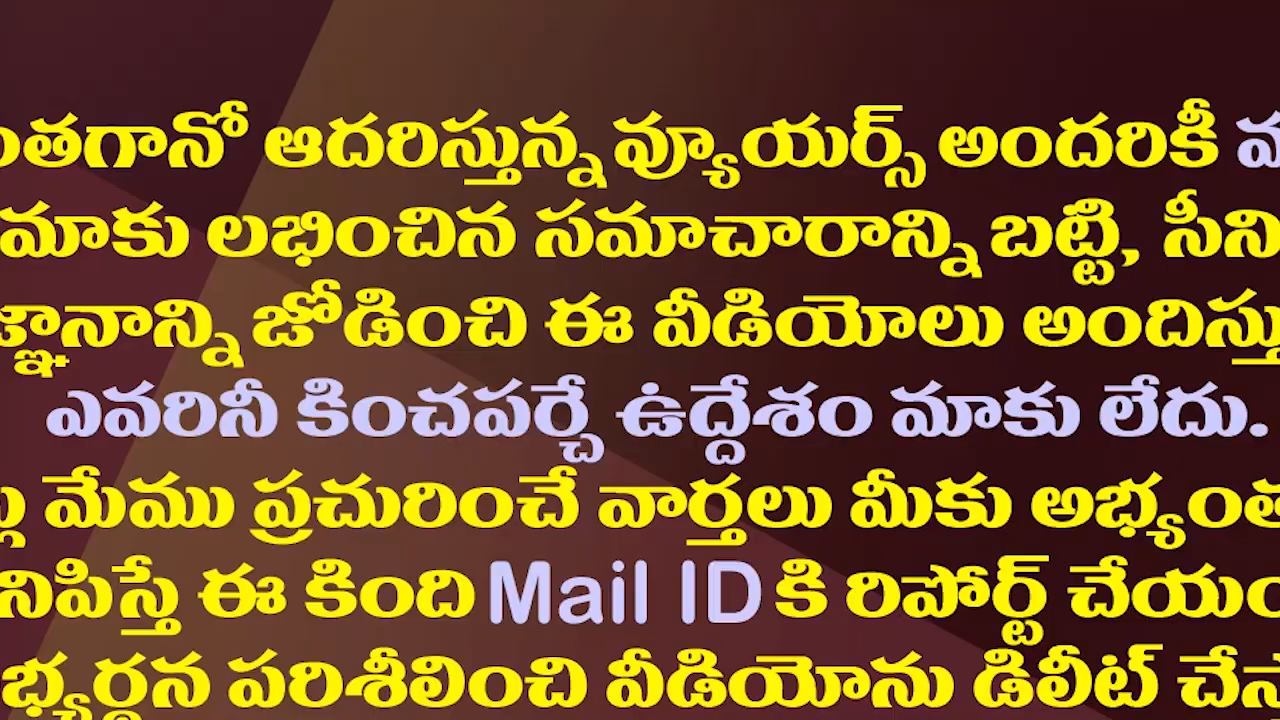 ఆదరిస్తున్న వ్యూయర్స్ అందరికీ
మాకు లభించిన సమాచారాన్ని బట్టి,
జోడించి ఈ వీడియోలు
ఎవరినీ కించపర్చే ఉద్దేశం మాకు లేదు.
మేము ప్రచురించే వార్తలు మీకు
ఈ కింది Mail ID కి రిపోర్ట్
పరిశీలించి వీడియోను డిలీట్